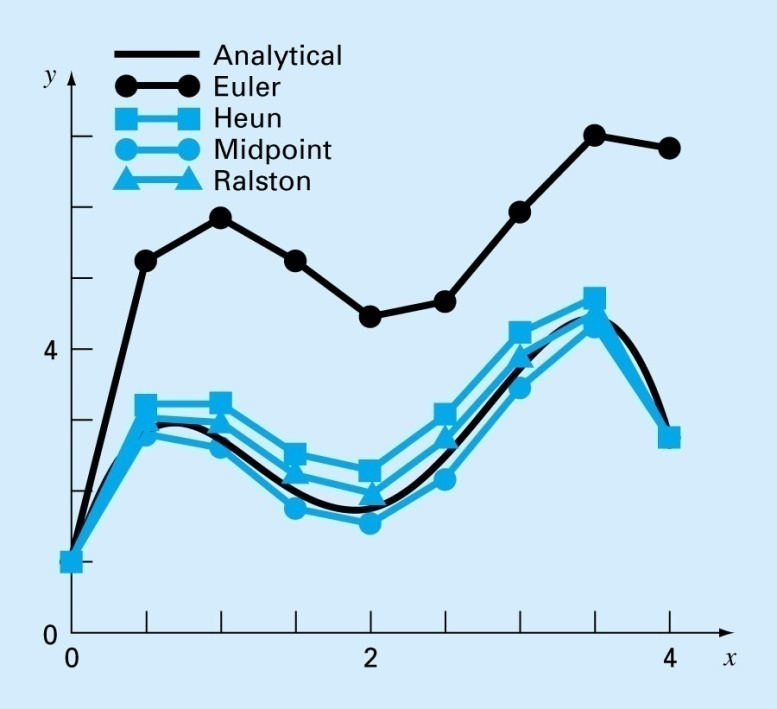 Analytical
y
Euler
Heun
Midpoint
Ralston
4
0
0 2 4 x